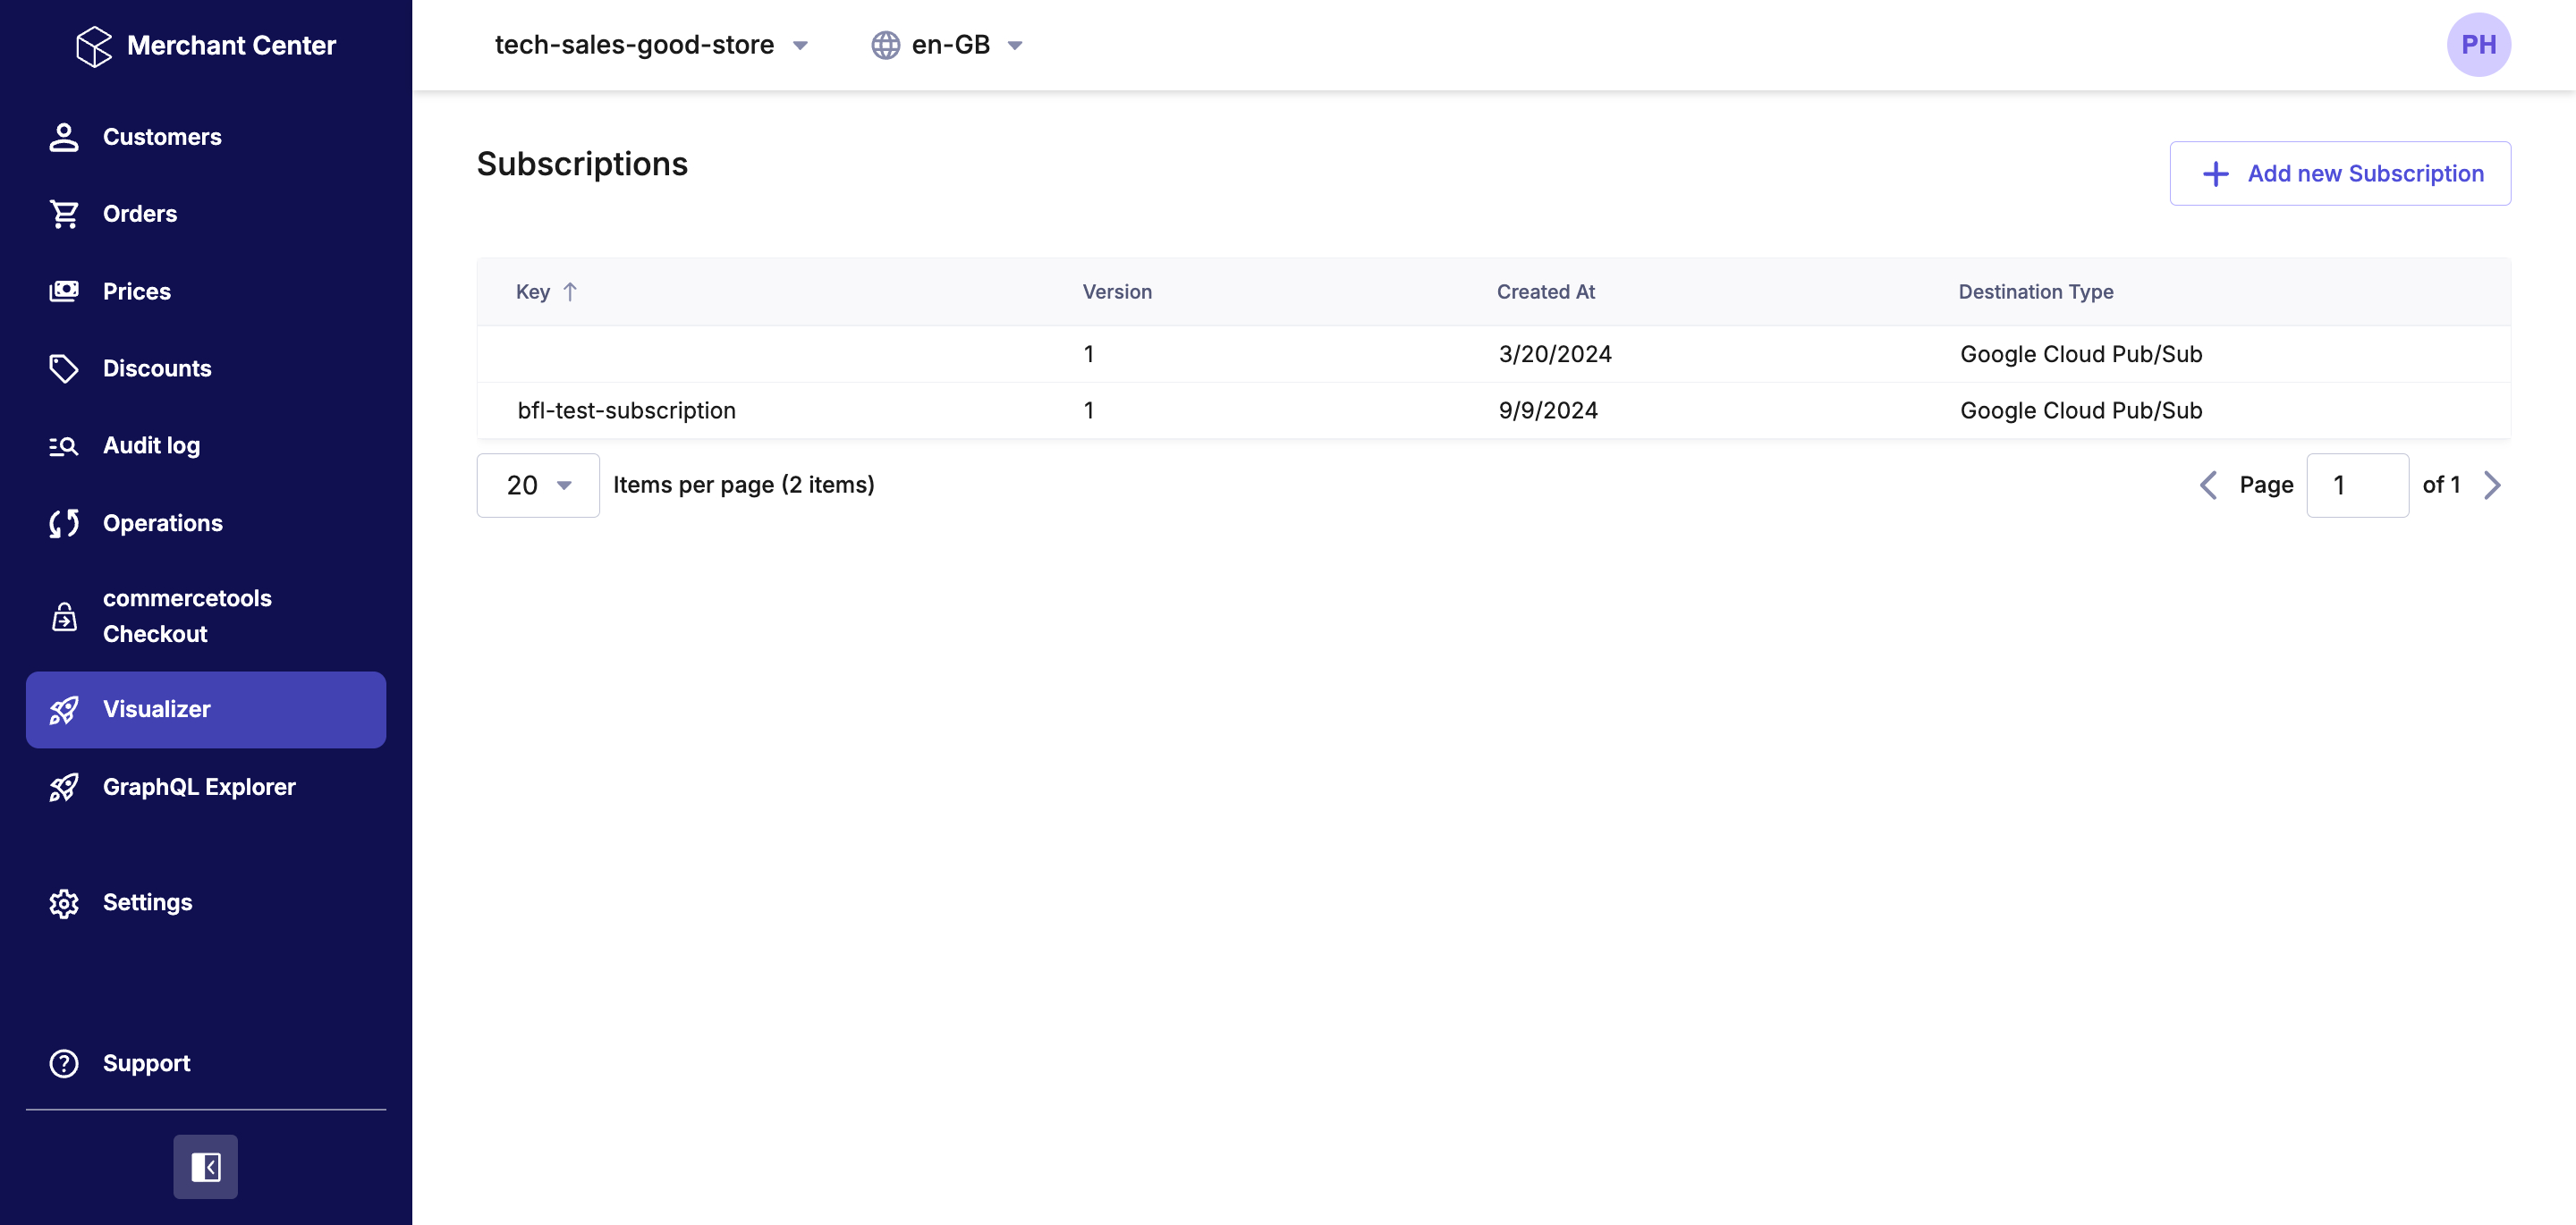 Merchant Center
tech-sales-good-store
en-GB
PH
Customers
Orders
Prices
Discounts
Audit log
Operations
commercetools
Checkout
Visualizer
GraphQL Explorer
Settings
Support
Subscriptions
Add new Subscription
Key Version Created At Destination Type
1 3/20/2024 Google Cloud Pub/Sub
bfl-test-subscription 1 9/9/2024 Google Cloud Pub/Sub
20 Items per page (2 items) Page 1 of 1